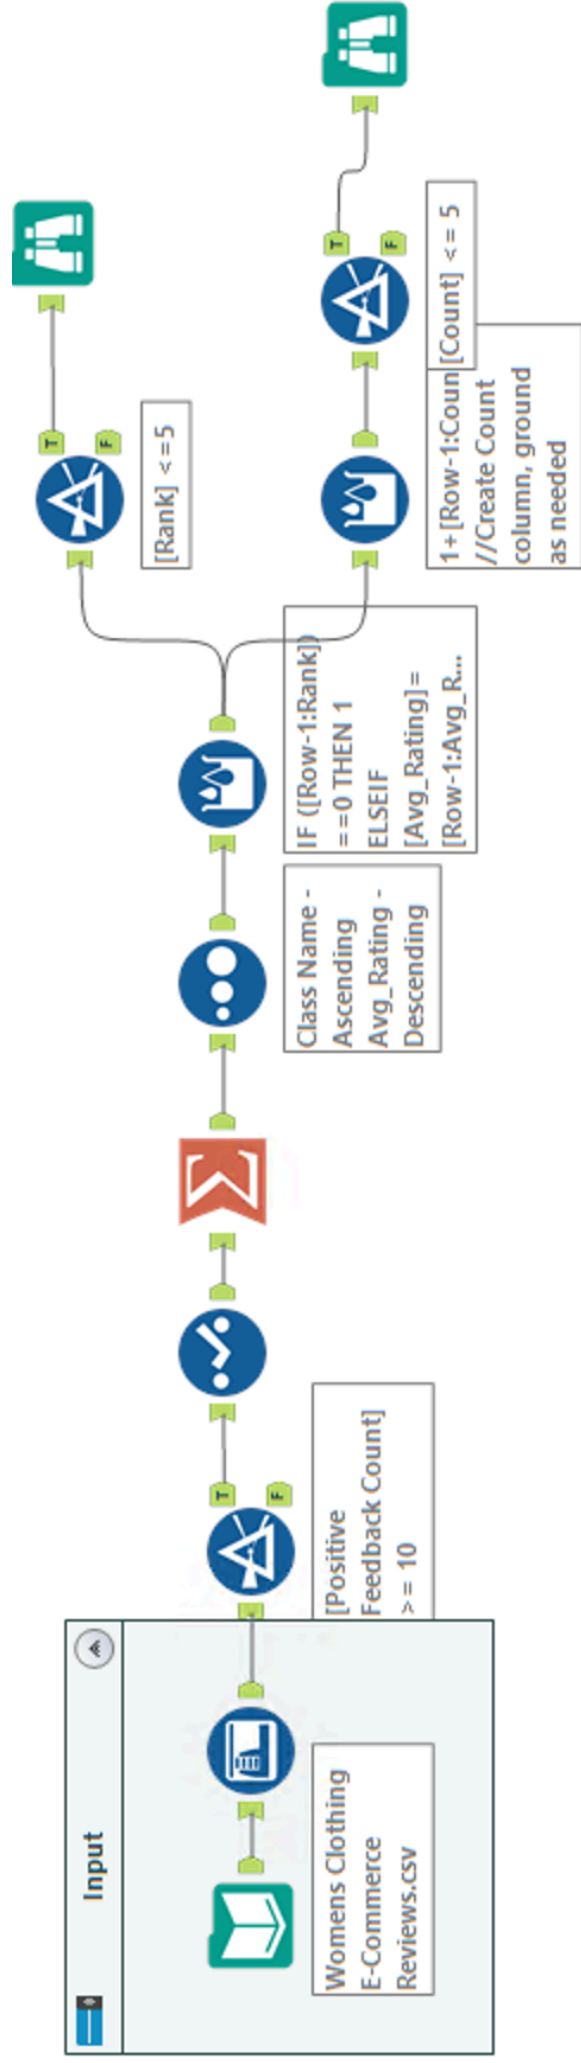 Input
Womens Clothing
E-Commerce
Reviews.csv
T
F
[Positive
Feedback Count]
>= 10
Class Name -
Ascending
Avg_Rating -
Descending
IF ([Row-1:Rank])
==0 THEN 1
ELSEIF
[Avg_Rating]=
[Row-1:Avg_R...
T
F
[Rank] <=5
1+[Row-1:Coun
//Create Count
column, ground
as needed
T
F
[Count] <= 5